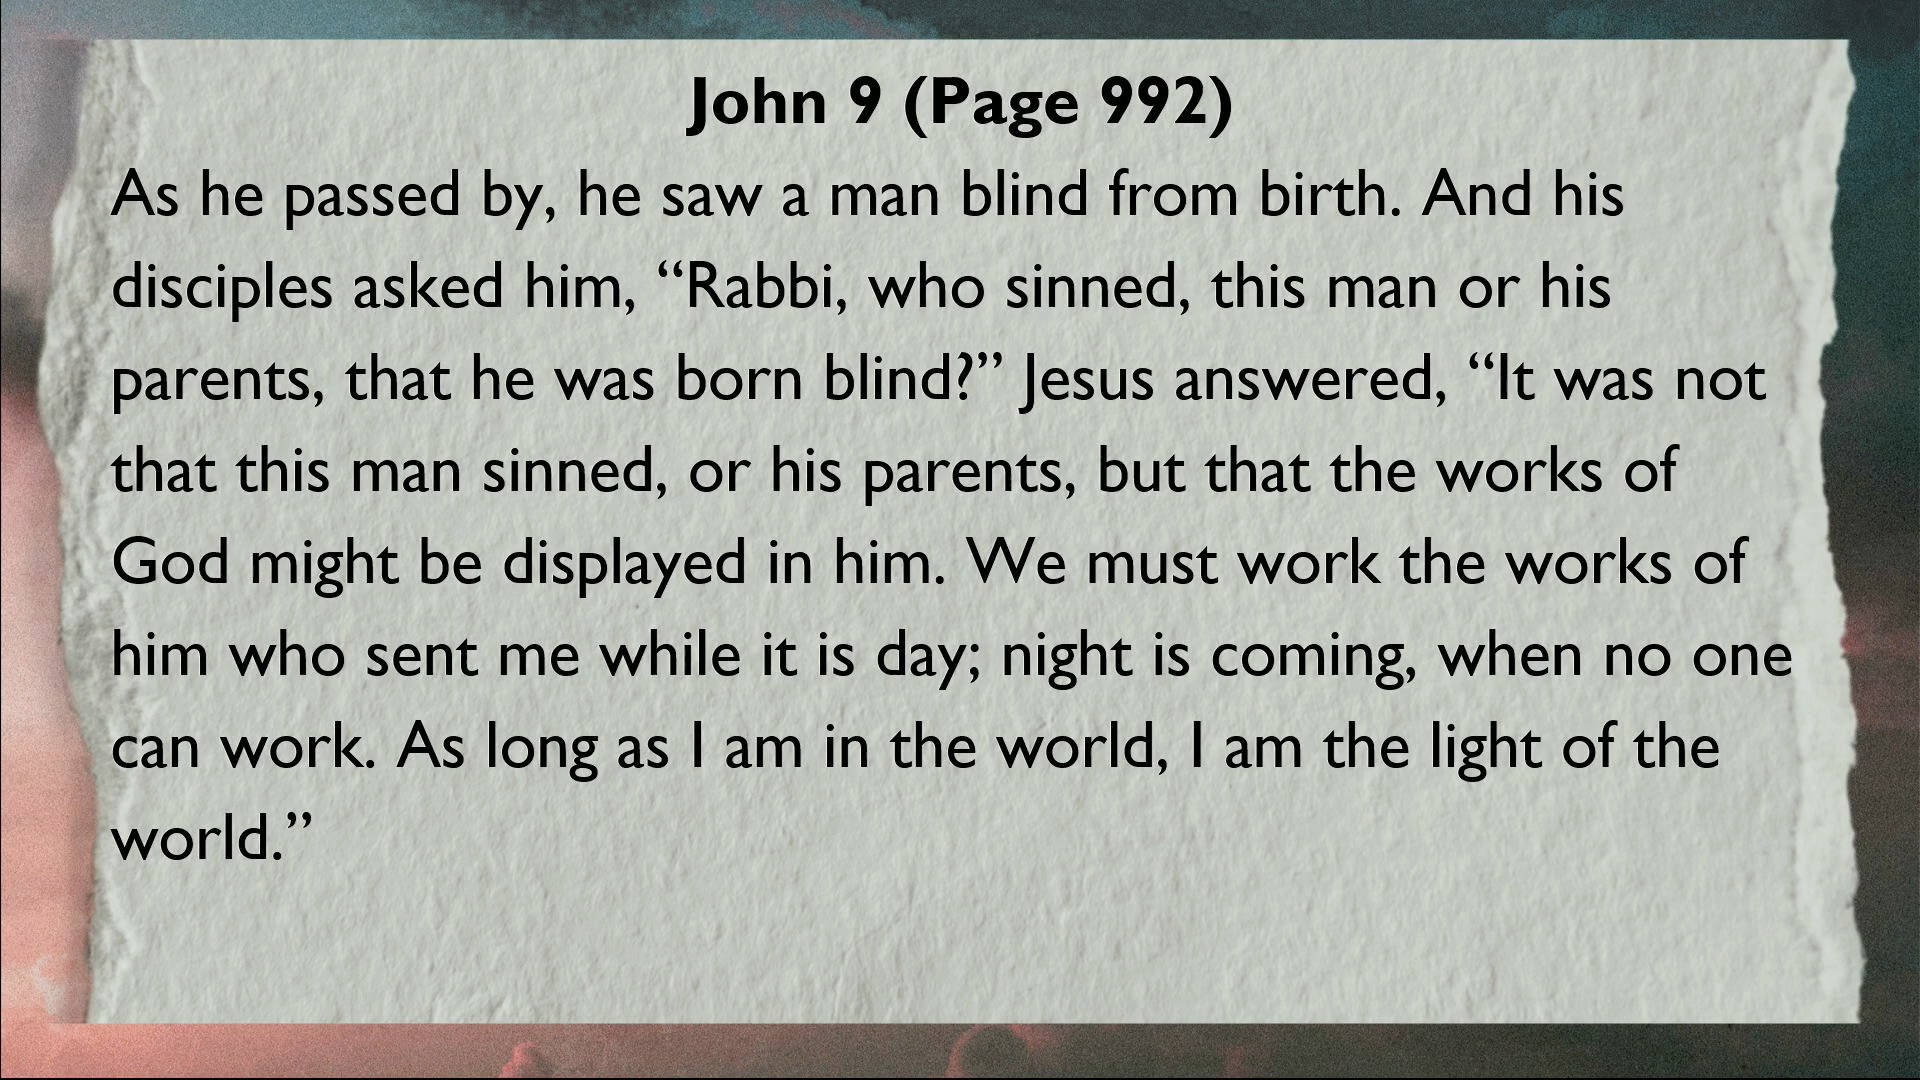 John 9 (Page 992)
As he passed by, he saw a man blind from birth. And his
disciples asked him, “Rabbi, who sinned, this man or his
parents, that he was born blind?” Jesus answered, “It was not
that this man sinned, or his parents, but that the works of
God might be displayed in him. We must work the works of
him who sent me while it is day; night is coming, when no one
can work. As long as I am in the world, I am the light of the
world.”